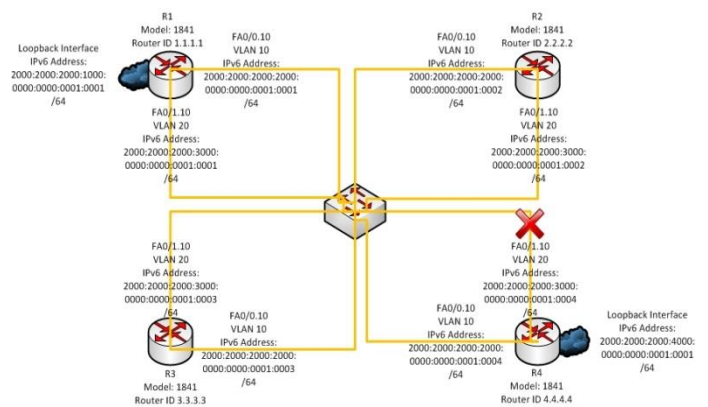 R1
Model: 1841
Router ID 1.1.1.1
Loopback Interface
IPv6 Address:
2000:2000:2000:1000:
0000:0000:0001:0001
/64
FA0/0.10
VLAN 10
IPv6 Address:
2000:2000:2000:2000:
0000:0000:0001:0001
/64
FA0/1.10
VLAN 20
IPv6 Address:
2000:2000:2000:3000:
0000:0000:0001:0001
/64
R2
Model: 1841
Router ID 2.2.2.2
FA0/0.10
VLAN 10
IPv6 Address:
2000:2000:2000:2000:
0000:0000:0001:0002
/64
FA0/1.10
VLAN 20
IPv6 Address:
2000:2000:2000:3000:
0000:0000:0001:0002
/64
FA0/1.10
VLAN 20
IPv6 Address:
2000:2000:2000:3000:
0000:0000:0001:0003
/64
FA0/0.10
VLAN 10
IPv6 Address:
2000:2000:2000:2000:
0000:0000:0001:0003
/64
R3
Model: 1841
Router ID 3.3.3.3
FA0/1.10
VLAN 20
IPv6 Address:
2000:2000:2000:3000:
0000:0000:0001:0004
/64
FA0/0.10
VLAN 10
IPv6 Address:
2000:2000:2000:2000:
0000:0000:0001:0004
/64
Loopback Interface
IPv6 Address:
2000:2000:2000:4000:
0000:0000:0001:0001
/64
R4
Model: 1841
Router ID 4.4.4.4